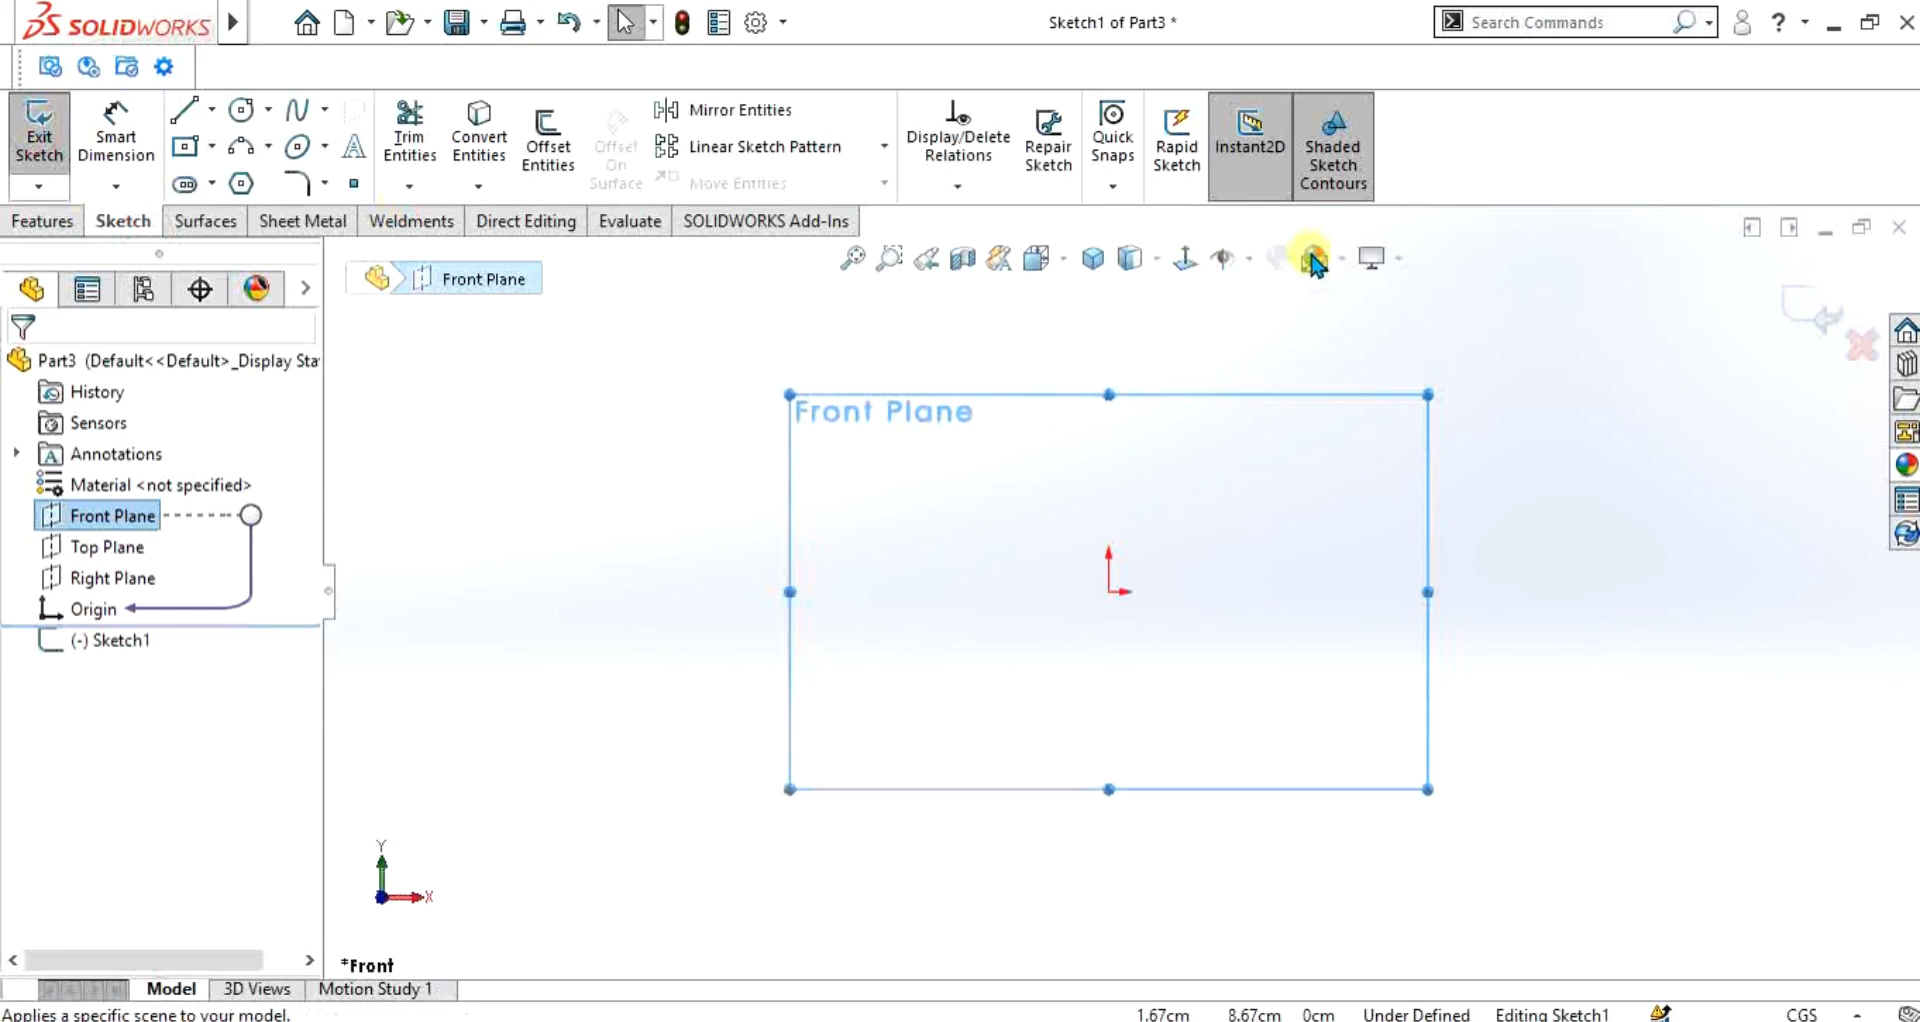 SOLIDWORKS
Sketch1 of Part3 *
Search Commands
?
Exit Sketch
Smart Dimension
Trim Entities
Convert Entities
Offset Entities
Offset On Surface
Mirror Entities
Linear Sketch Pattern
Move Entities
Display/Delete Relations
Repair Sketch
Quick Snaps
Rapid Sketch
Instant2D
Shaded Sketch Contours
Features Sketch Surfaces Sheet Metal Weldments Direct Editing Evaluate SOLIDWORKS Add-Ins
Front Plane
Part3 (Default<<Default>_Display Sta
History
Sensors
Annotations
Material <not specified>
Front Plane
Top Plane
Right Plane
Origin
(-) Sketch1
Front Plane
Y
X
*Front
Model 3D Views Motion Study 1
Applies a specific scene to your model. 1.67cm 8.67cm 0cm Under Defined Editing Sketch1 CGS